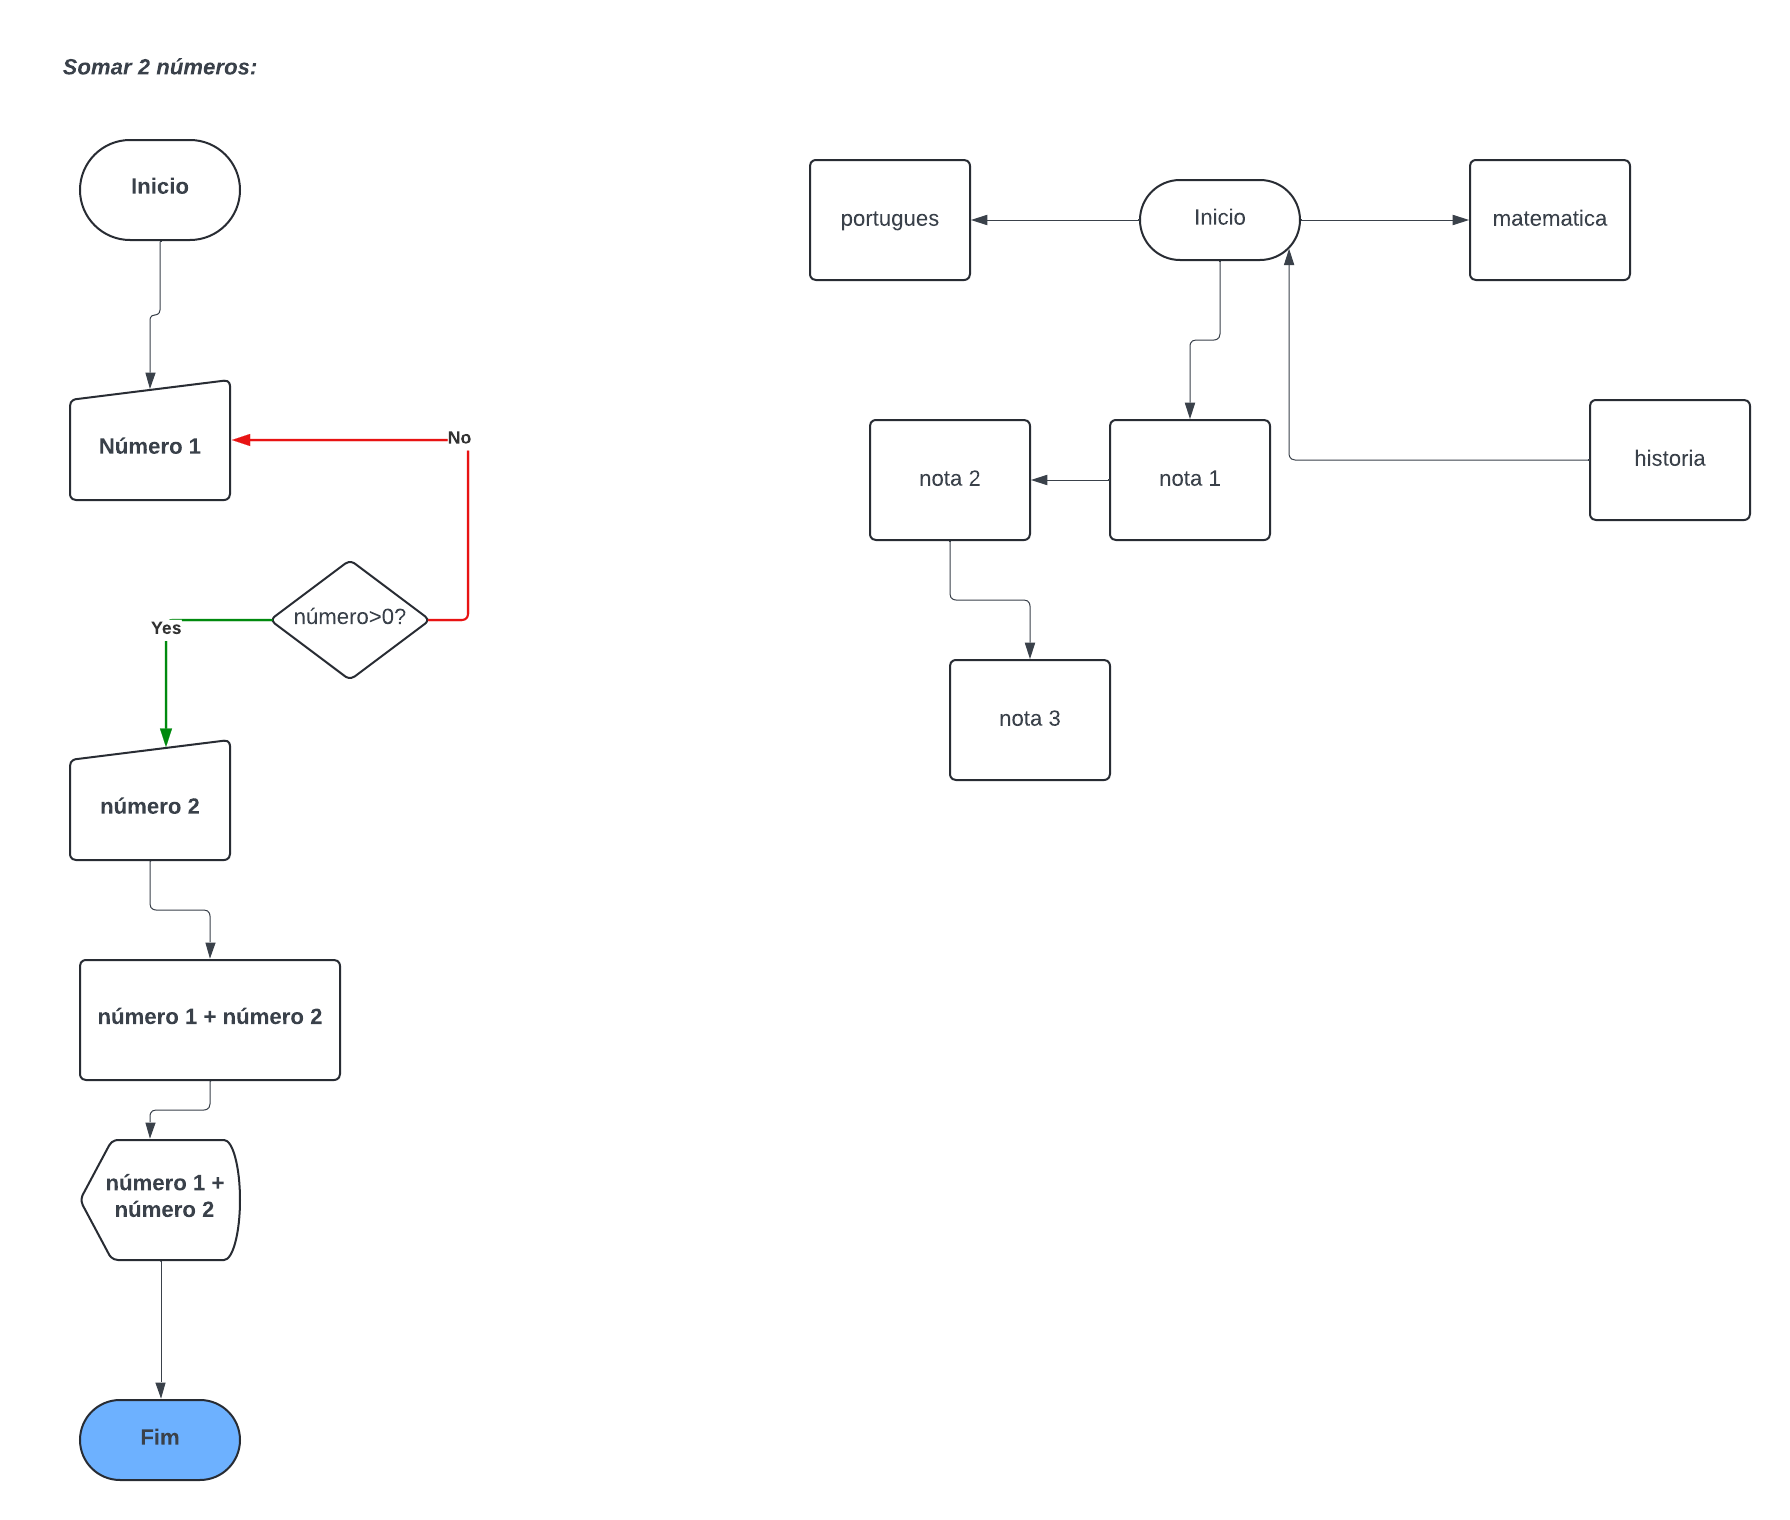 Somar 2 números:
Inicio
Número 1
No
número>0?
Yes
número 2
número 1 + número 2
número 1 +
número 2
Fim
portugues
Inicio
matematica
nota 2
nota 1
historia
nota 3